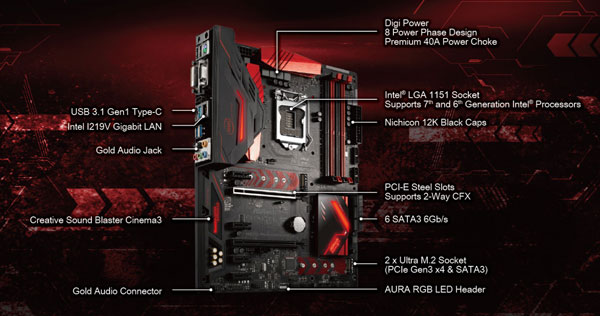 Digi Power
8 Power Phase Design
Premium 40A Power Choke
Intel® LGA 1151 Socket
Supports 7th and 6th Generation Intel® Processors
Nichicon 12K Black Caps
PCI-E Steel Slots
Supports 2-Way CFX
6 SATA3 6Gb/s
2 x Ultra M.2 Socket
(PCIe Gen3 x4 & SATA3)
AURA RGB LED Header
USB 3.1 Gen1 Type-C
Intel I219V Gigabit LAN
Gold Audio Jack
Creative Sound Blaster Cinema3
Gold Audio Connector